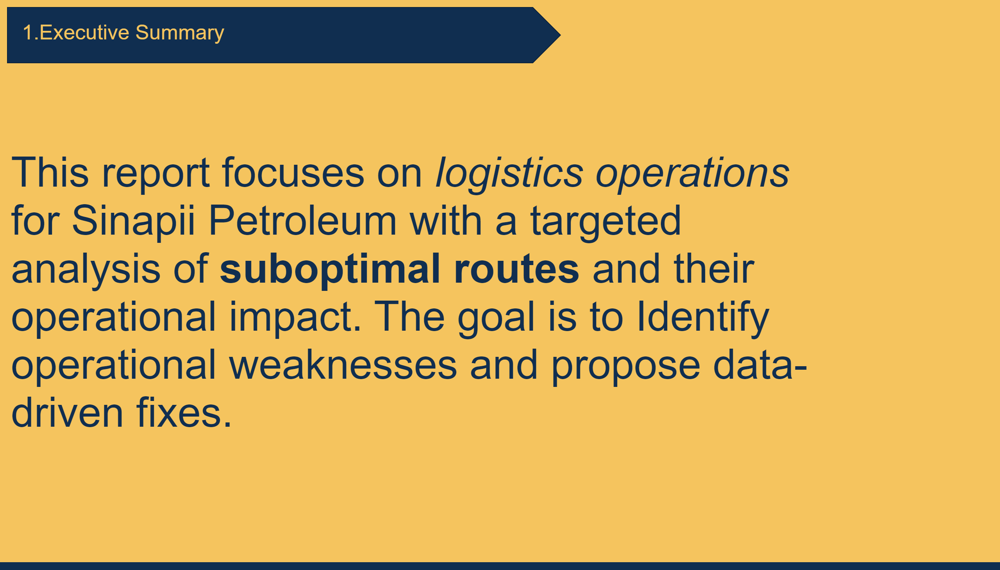 1.Executive Summary
This report focuses on logistics operations
for Sinapii Petroleum with a targeted
analysis of suboptimal routes and their
operational impact. The goal is to Identify
operational weaknesses and propose data-
driven fixes.